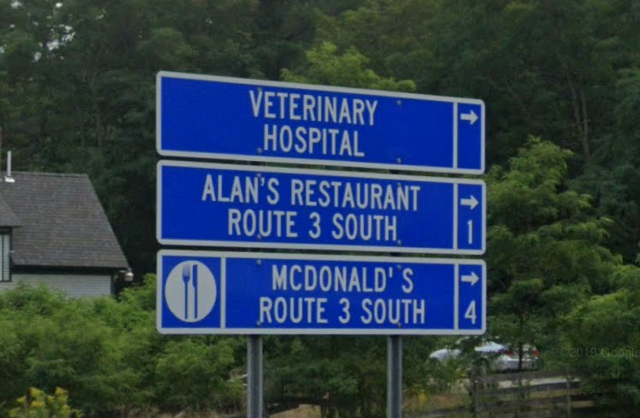 VETERINARY →
HOSPITAL
ALAN'S RESTAURANT →
ROUTE 3 SOUTH 1
MCDONALD'S →
ROUTE 3 SOUTH 4